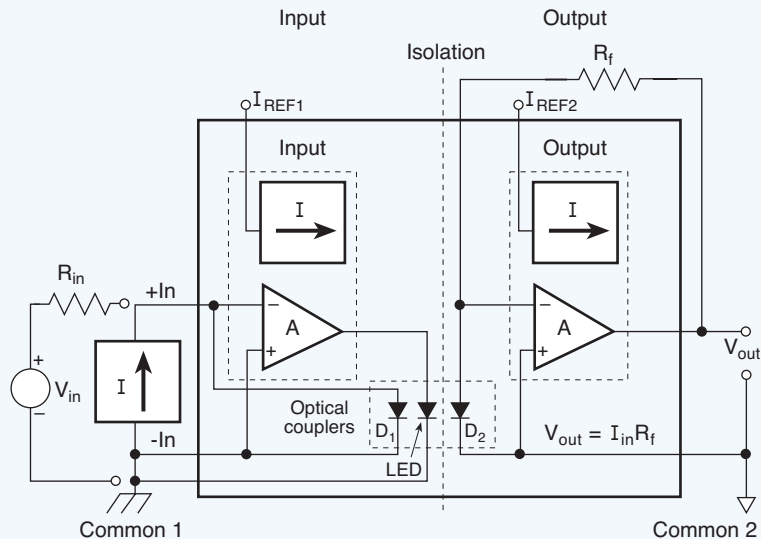 Input
Output
Isolation
R_f
I_REF1
I_REF2
Input
Output
I
I
R_in
+In
A
−
+
A
−
+
I
+
V_in
−
V_out
-In
Optical
couplers
D_1
LED
D_2
V_out = I_in R_f
Common 1
Common 2